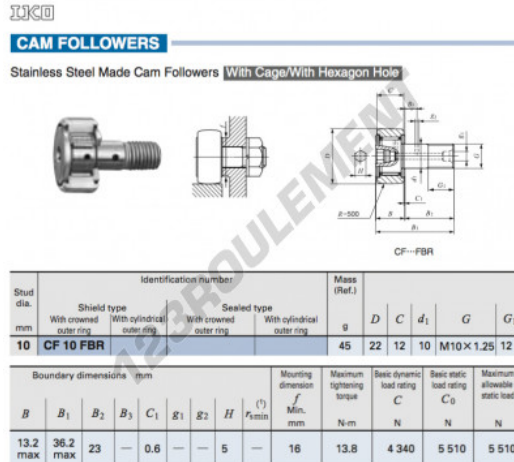 IKO
CAM FOLLOWERS
Stainless Steel Made Cam Followers With Cage/With Hexagon Hole
R=500
CF···FBR
123ROULEMENT
Stud dia. mm
Identification number
Mass (Ref.) g
Shield type
Sealed type
With crowned outer ring
With cylindrical outer ring
With crowned outer ring
With cylindrical outer ring
D C d1 G G1
10 CF 10 FBR 45 22 12 10 M10×1.25 12
Boundary dimensions mm
Mounting dimension f Min. mm
Maximum tightening torque N-m
Basic dynamic load rating C N
Basic static load rating C0 N
Maximum allowable static load N
B B1 B2 B3 C1 g1 g2 H (1) rsmin
13.2 max 36.2 max 23 — — 0.6 — — 5 — 16 13.8 4 340 5 510 5 510